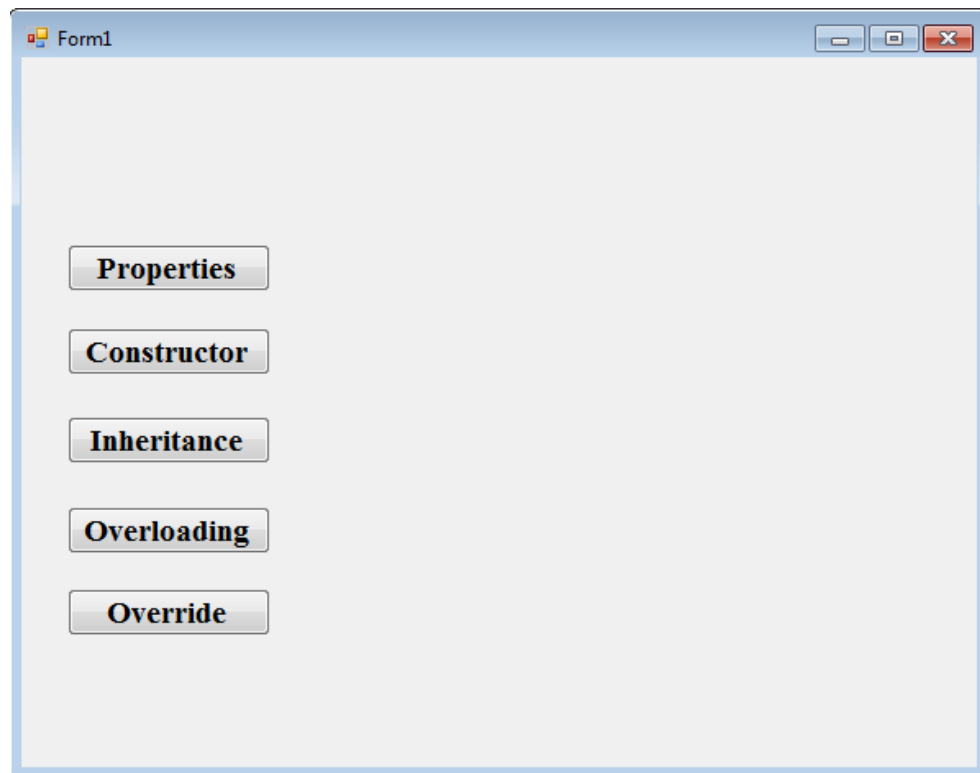 Form1
Properties
Constructor
Inheritance
Overloading
Override